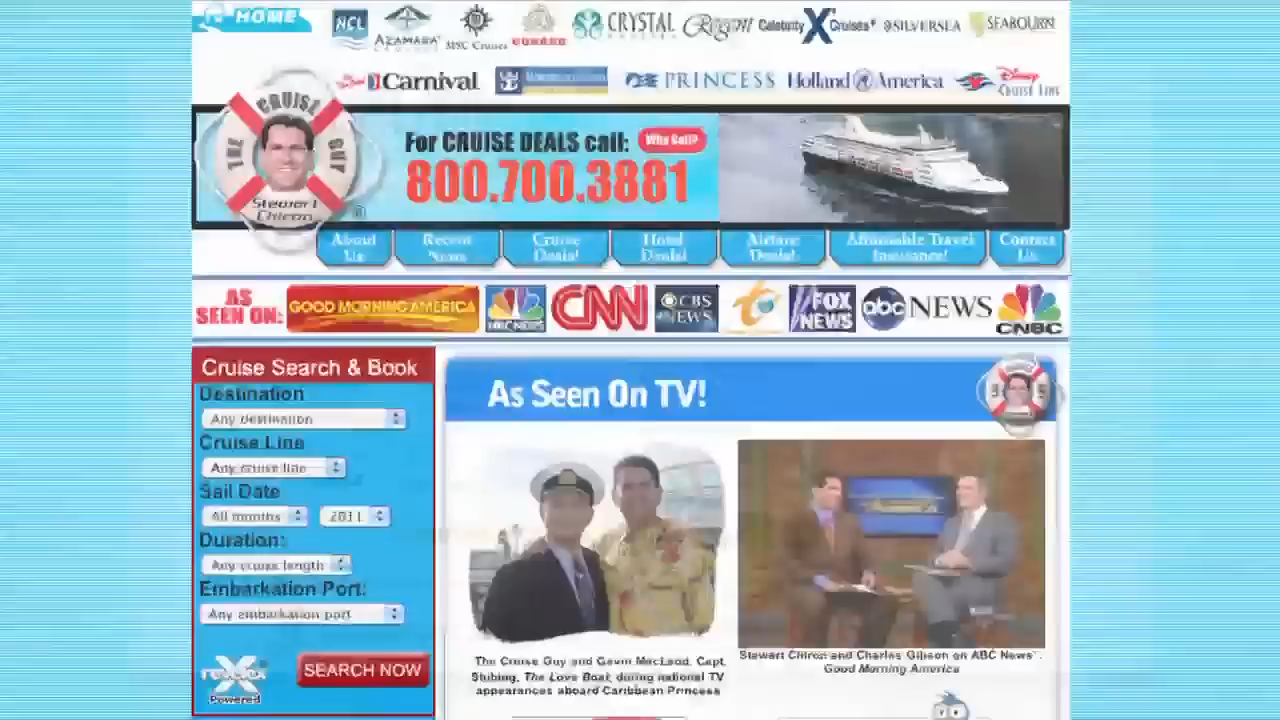 HOME
NCL
AZAMARA
MSC Cruises
CUNARD
CRYSTAL
Regent
Celebrity X Cruises
SILVERSEA
SEABOURN
Carnival
PRINCESS
Holland America
Disney
CRUISE LINE
THE CRUISE GUY
Stewart
Chiron
®
For CRUISE DEALS call:
Why Call?
800.700.3881
About
Us
Recent
News
Cruise
Deals!
Hotel
Deals!
Airfare
Deals!
Affordable Travel
Insurance!
Contact
Us
AS
SEEN ON:
GOOD MORNING AMERICA
NBC NEWS
CNN
CBS
NEWS
FOX
NEWS
abc NEWS
CNBC
Cruise Search & Book
Destination
Any destination
Cruise Line
Any cruise line
Sail Date
All months
2011
Duration:
Any cruise length
Embarkation Port:
Any embarkation port
Powered
SEARCH NOW
As Seen On TV!
The Cruise Guy and Gavin MacLeod, Capt.
Stubing, The Love Boat, during national TV
appearances aboard Caribbean Princess
Stewart Chiron and Charles Gibson on ABC News'
Good Morning America